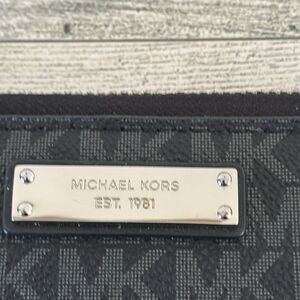 MICHAEL KORS
EST. 1981